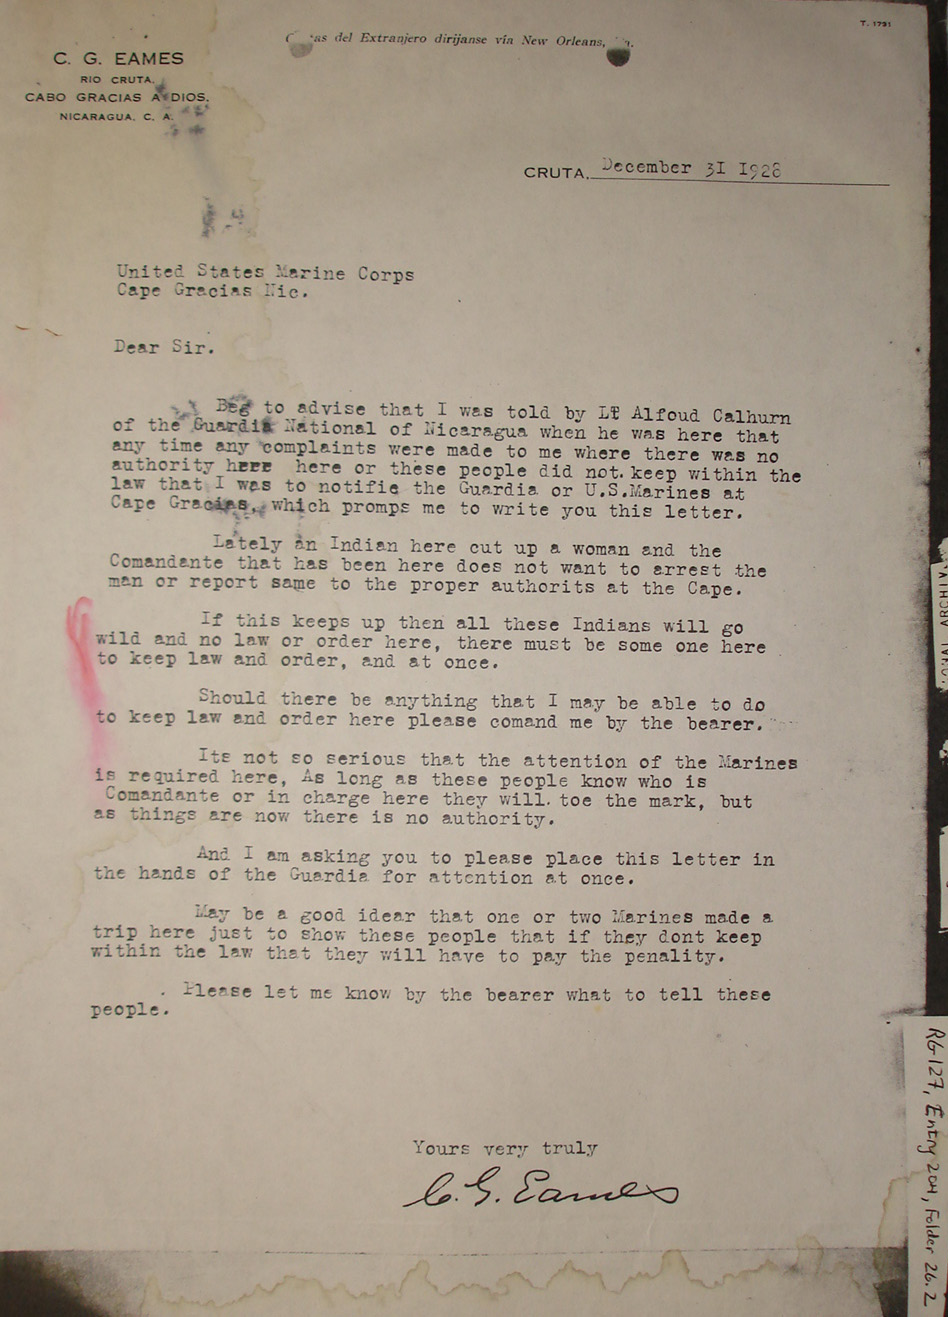 T. 1791
as del Extranjero dirijanse vía New Orleans,
C. G. EAMES
RIO CRUTA.
CABO GRACIAS A DIOS.
NICARAGUA. C. A.
CRUTA, December 3I I928
United States Marine Corps
Cape Gracias Nic.
Dear Sir.
Beg to advise that I was told by Lt Alfoud Calhurn
of the Guardia National of Nicaragua when he was here that
any time any complaints were made to me where there was no
authority here here or these people did not. keep within the
law that I was to notifie the Guardia or U.S.Marines at
Cape Gracias, which promps me to write you this letter.
Lately an Indian here cut up a woman and the
Comandante that has been here does not want to arrest the
man or report same to the proper authorits at the Cape.
If this keeps up then all these Indians will go
wild and no law or order here, there must be some one here
to keep law and order, and at once.
Should there be anything that I may be able to do
to keep law and order here please comand me by the bearer.
Its not so serious that the attention of the Marines
is required here, As long as these people know who is
Comandante or in charge here they will. toe the mark, but
as things are now there is no authority.
And I am asking you to please place this letter in
the hands of the Guardia for attention at once.
May be a good idear that one or two Marines made a
trip here just to show these people that if they dont keep
within the law that they will have to pay the penality.
Please let me know by the bearer what to tell these
people.
Yours very truly
C. G. Eames
RG 127, Entry 204, Folder 26.2